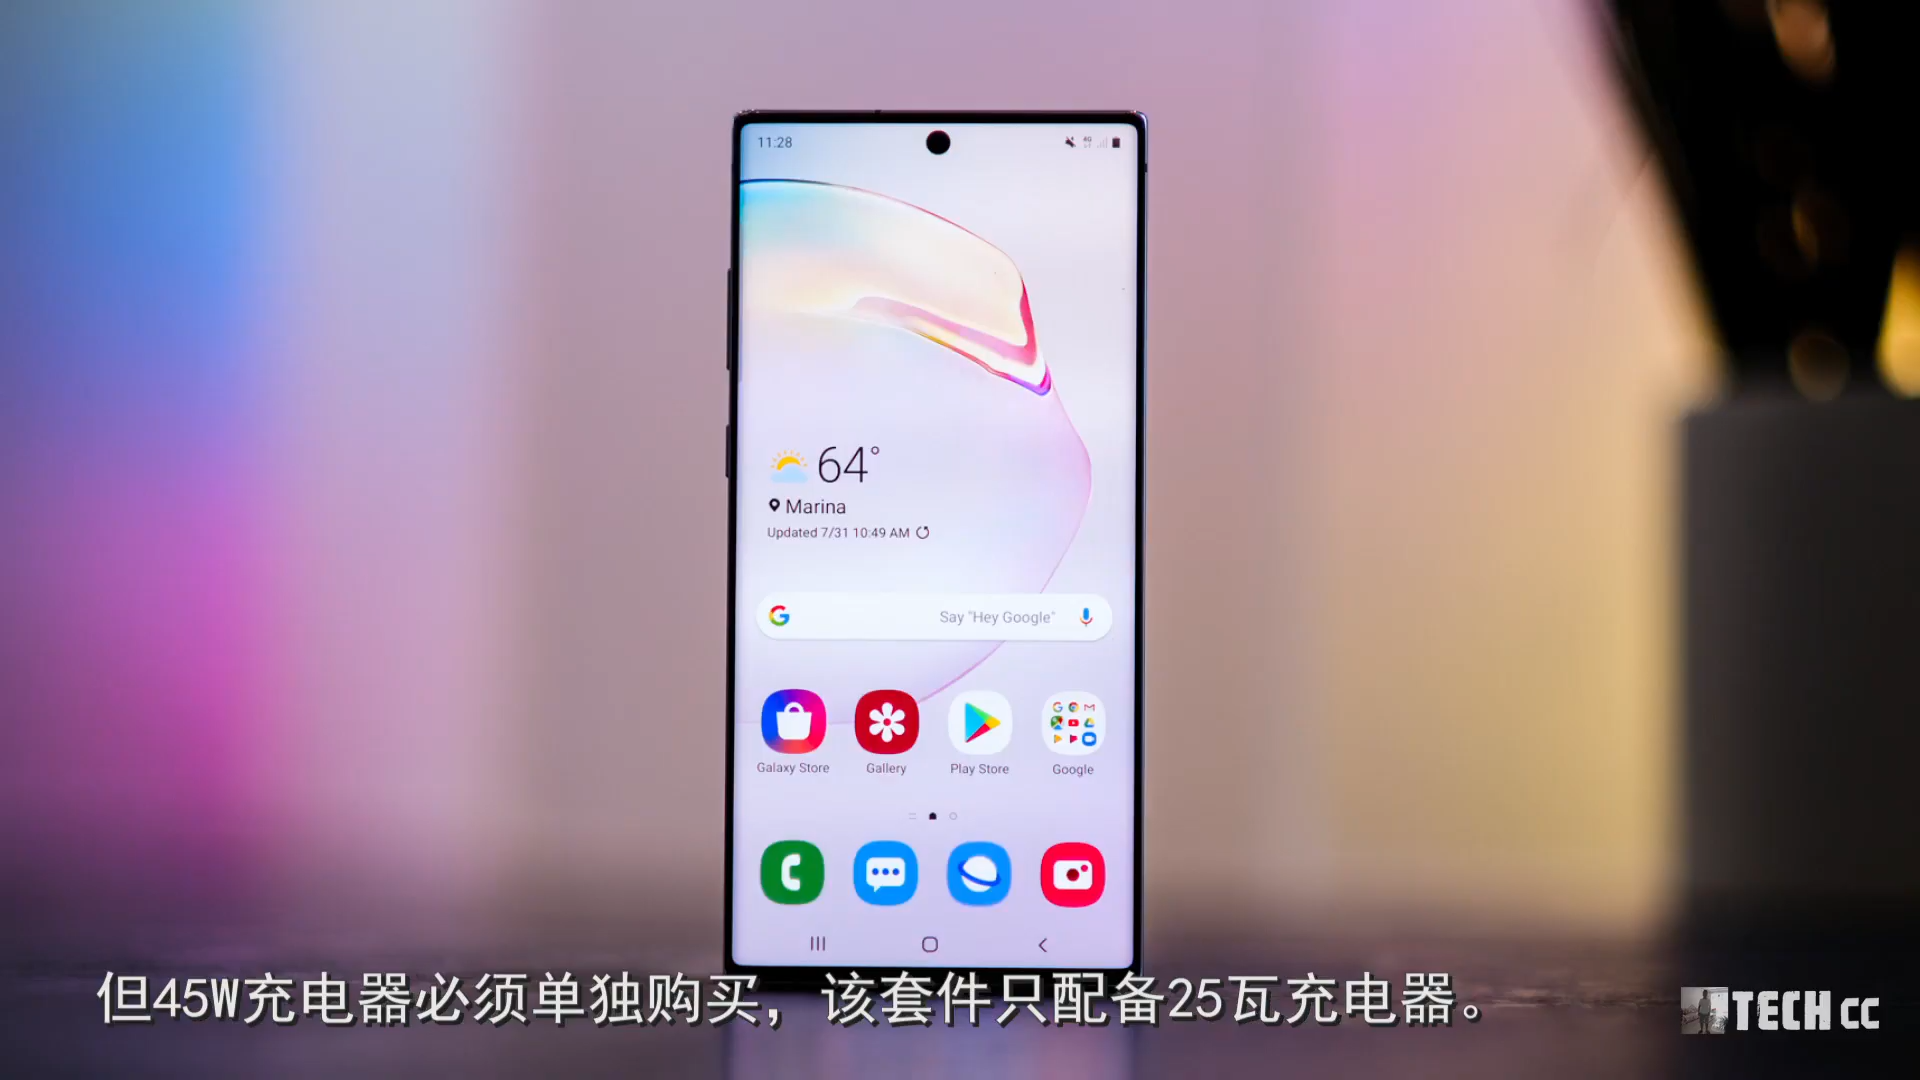 11:28
64°
Marina
Updated 7/31 10:49 AM
Say "Hey Google"
Galaxy Store
Gallery
Play Store
Google
但45W充电器必须单独购买，该套件只配备25瓦充电器。
TECH CC